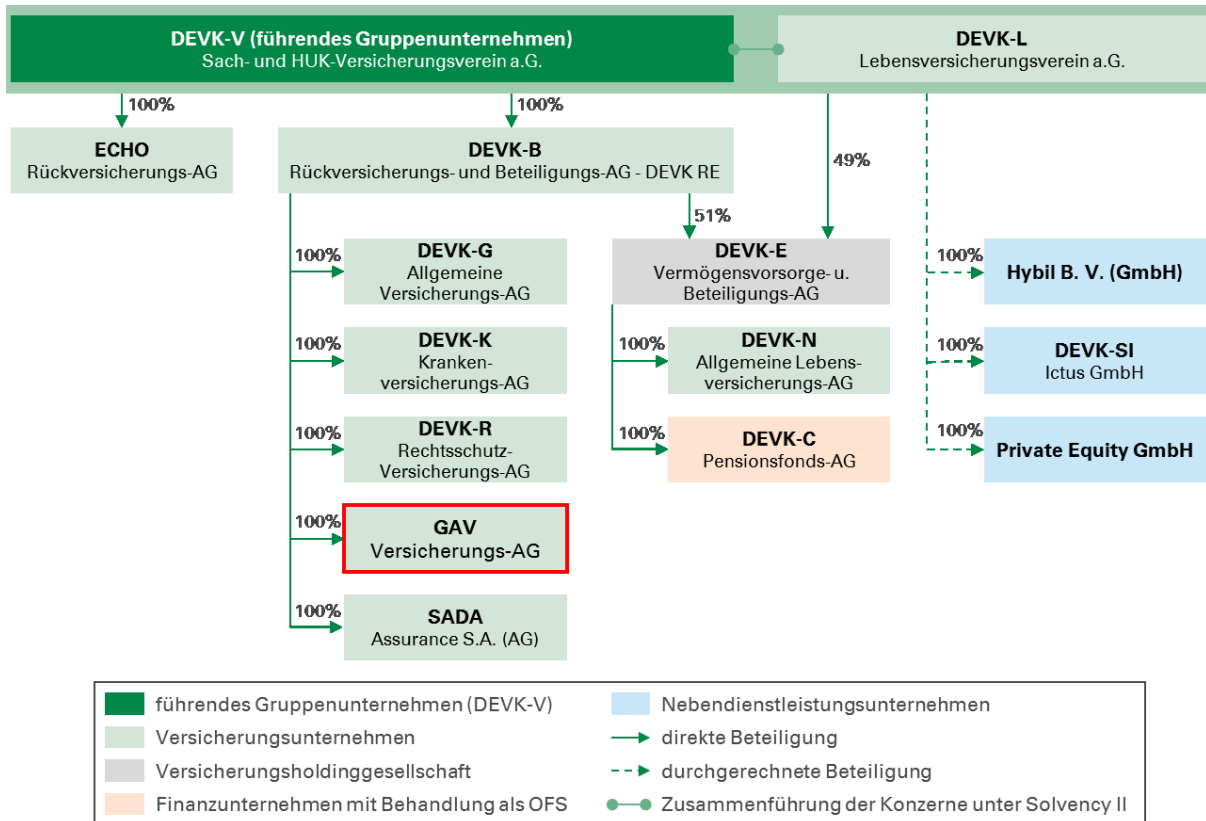 DEVK-V (führendes Gruppenunternehmen)
Sach- und HUK-Versicherungsverein a.G.
DEVK-L
Lebensversicherungsverein a.G.
100%
100%
49%
ECHO
Rückversicherungs-AG
DEVK-B
Rückversicherungs- und Beteiligungs-AG - DEVK RE
51%
100%
DEVK-G
Allgemeine
Versicherungs-AG
DEVK-E
Vermögensvorsorge- u.
Beteiligungs-AG
100%
Hybil B. V. (GmbH)
100%
DEVK-K
Kranken-
versicherungs-AG
100%
DEVK-N
Allgemeine Lebens-
versicherungs-AG
100%
DEVK-SI
Ictus GmbH
100%
DEVK-R
Rechtsschutz-
Versicherungs-AG
100%
DEVK-C
Pensionsfonds-AG
100%
Private Equity GmbH
100%
GAV
Versicherungs-AG
100%
SADA
Assurance S.A. (AG)
führendes Gruppenunternehmen (DEVK-V)
Versicherungsunternehmen
Versicherungsholdinggesellschaft
Finanzunternehmen mit Behandlung als OFS
Nebendienstleistungsunternehmen
direkte Beteiligung
durchgerechnete Beteiligung
Zusammenführung der Konzerne unter Solvency II